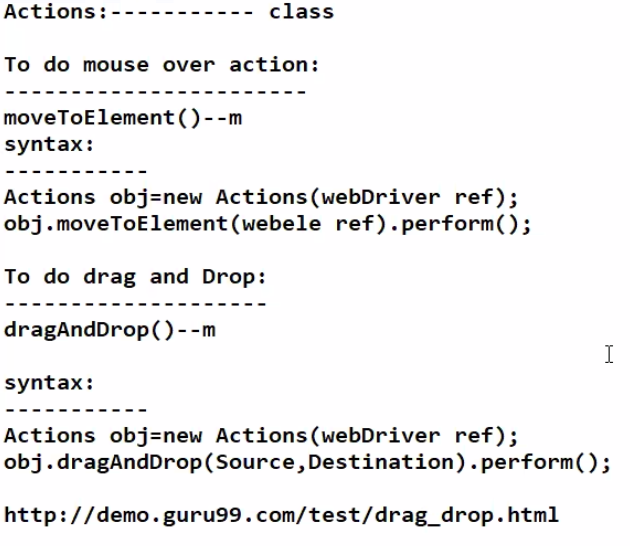 Actions:----------- class
To do mouse over action:
-----------------------
moveToElement()--m
syntax:
-----------
Actions obj=new Actions(webDriver ref);
obj.moveToElement(webele ref).perform();
To do drag and Drop:
--------------------
dragAndDrop()--m
syntax:
-----------
Actions obj=new Actions(webDriver ref);
obj.dragAndDrop(Source,Destination).perform();
http://demo.guru99.com/test/drag_drop.html